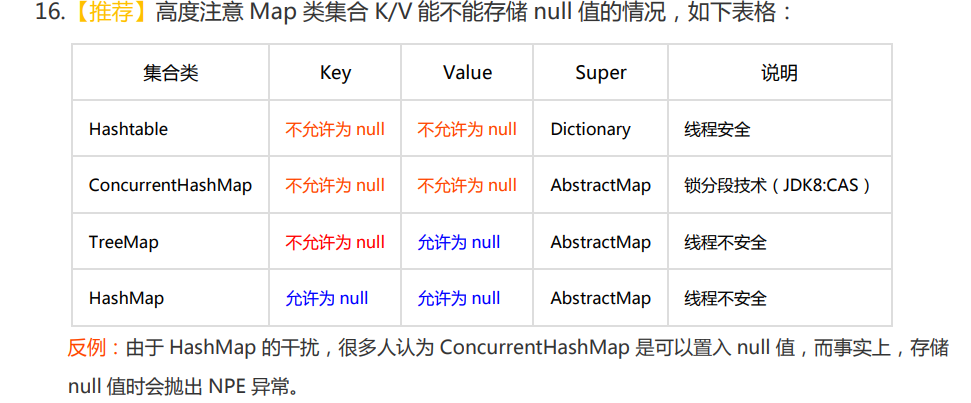 16.【推荐】高度注意 Map 类集合 K/V 能不能存储 null 值的情况，如下表格：
集合类 Key Value Super 说明
Hashtable 不允许为 null 不允许为 null Dictionary 线程安全
ConcurrentHashMap 不允许为 null 不允许为 null AbstractMap 锁分段技术（JDK8:CAS）
TreeMap 不允许为 null 允许为 null AbstractMap 线程不安全
HashMap 允许为 null 允许为 null AbstractMap 线程不安全
反例：由于 HashMap 的干扰，很多人认为 ConcurrentHashMap 是可以置入 null 值，而事实上，存储
null 值时会抛出 NPE 异常。